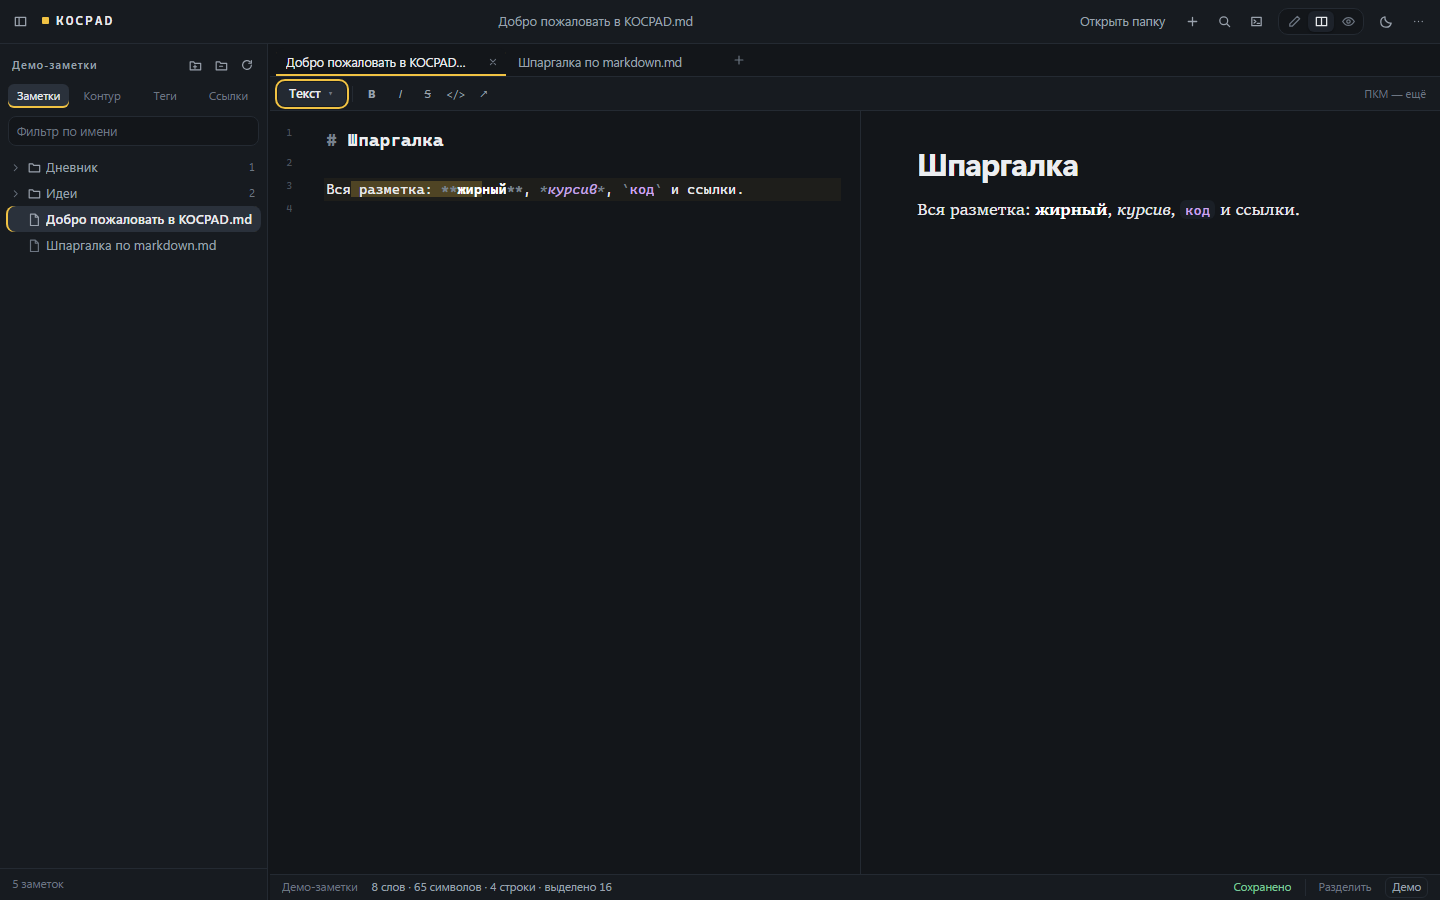 KOCPAD
Добро пожаловать в KOCPAD.md
Открыть папку
Демо-заметки
Заметки Контур Теги Ссылки
Фильтр по имени
Дневник 1
Идеи 2
Добро пожаловать в KOCPAD.md
Шпаргалка по markdown.md
5 заметок
Добро пожаловать в KOCPAD...
Шпаргалка по markdown.md
Текст B I S </> ПКМ — ещё
1 # Шпаргалка
2
3 Вся разметка: **жирный**, *курсив*, `код` и ссылки.
4
Шпаргалка
Вся разметка: жирный, курсив, код и ссылки.
Демо-заметки 8 слов · 65 символов · 4 строки · выделено 16
Сохранено Разделить Демо